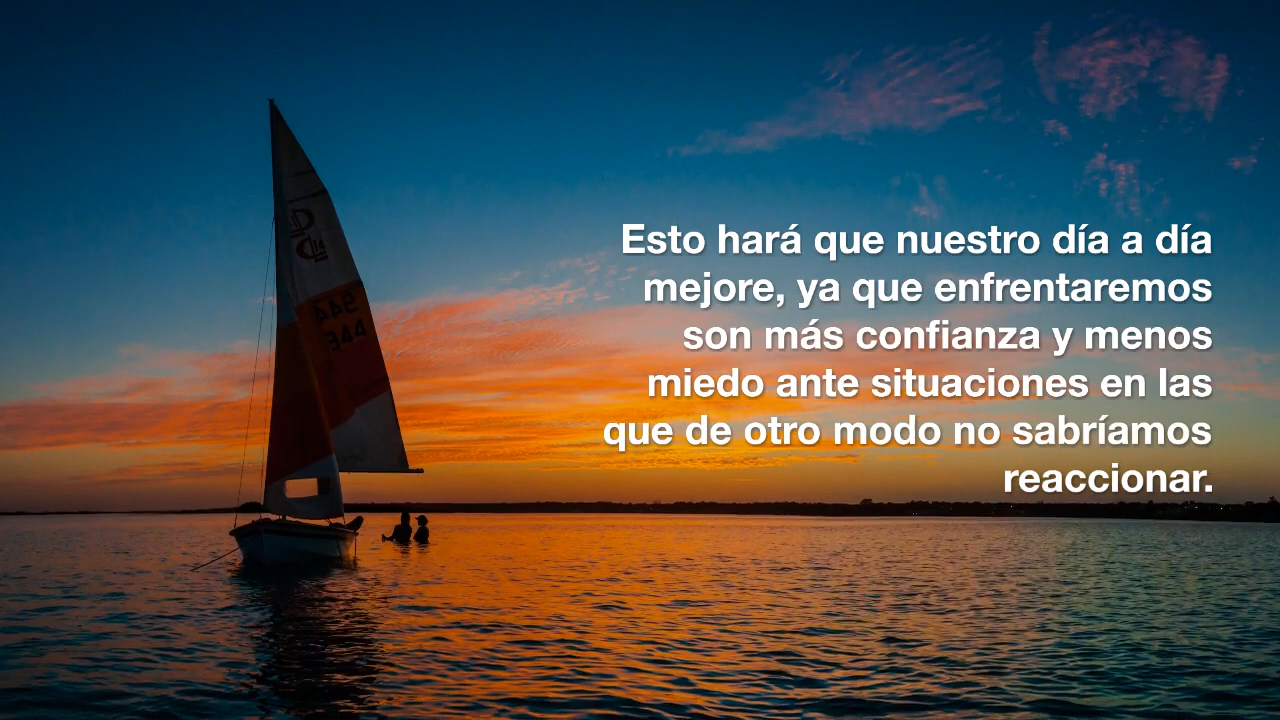 Esto hará que nuestro día a día
mejore, ya que enfrentaremos
son más confianza y menos
miedo ante situaciones en las
que de otro modo no sabríamos
reaccionar.
944